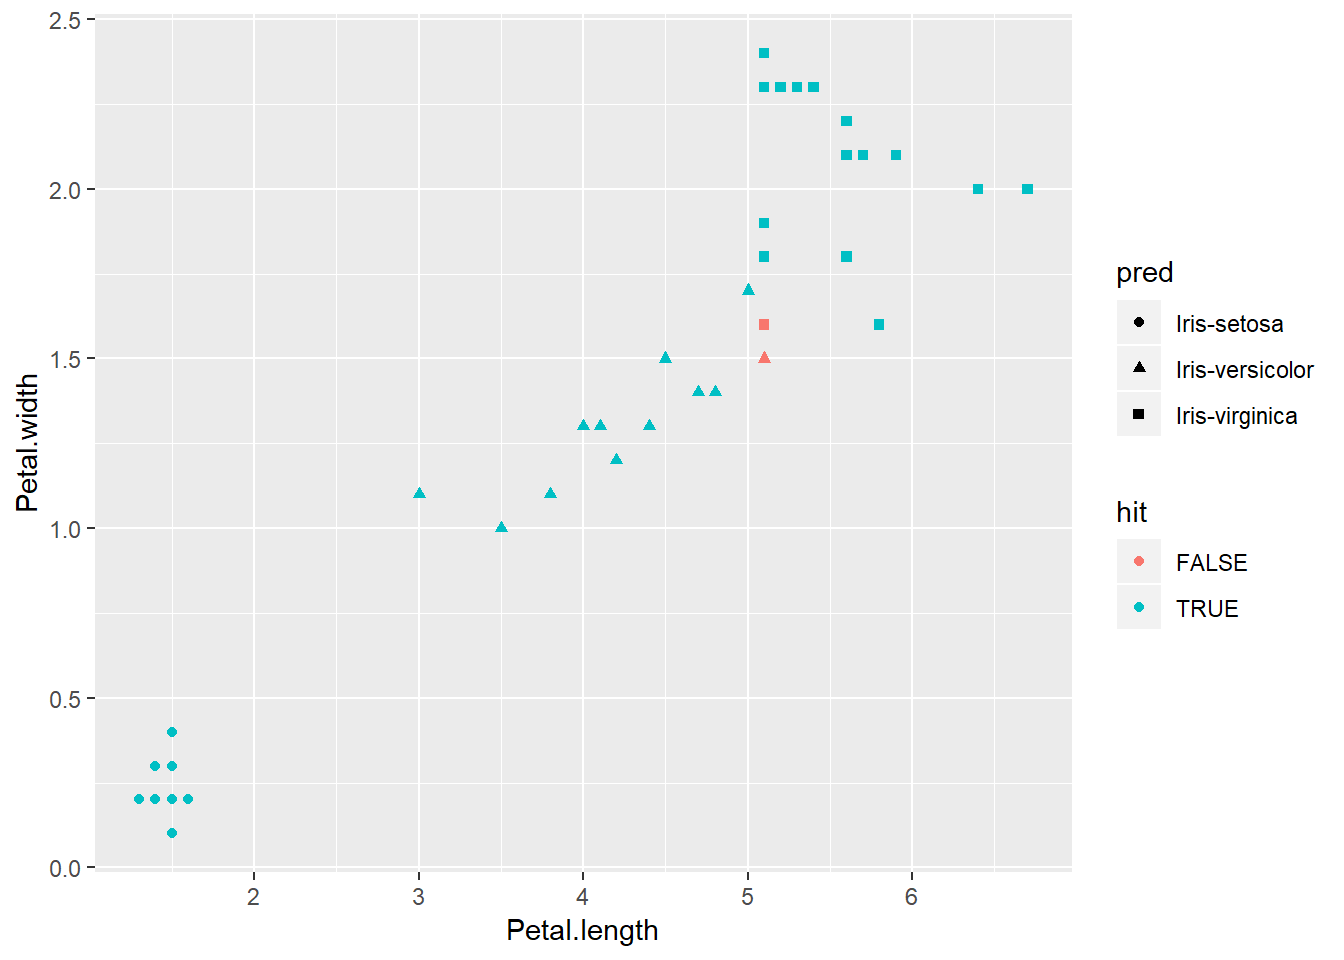 2.5
2.0
1.5
1.0
0.5
0.0
Petal.width
2 3 4 5 6
Petal.length
pred
Iris-setosa
Iris-versicolor
Iris-virginica
hit
FALSE
TRUE